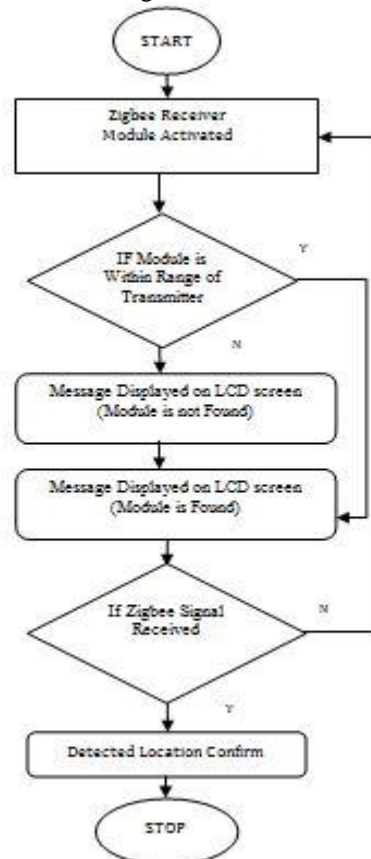 START
Zigbee Receiver
Module Activated
IF Module is
Within Range of
Transmitter
Y
N
Message Displayed on LCD screen
(Module is not Found)
Message Displayed on LCD screen
(Module is Found)
If Zigbee Signal
Received
N
Y
Detected Location Confirm
STOP